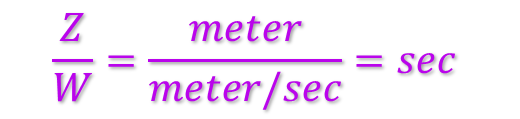 Z/W = meter/(meter/sec) = sec